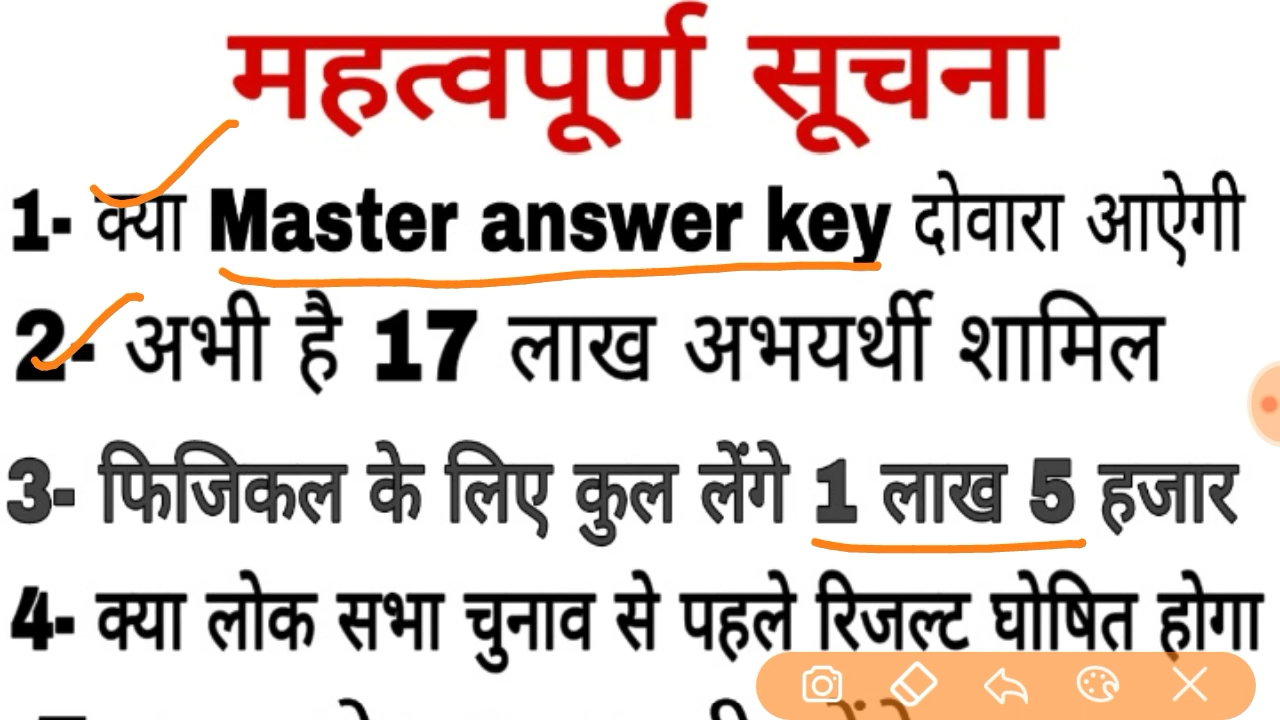 महत्वपूर्ण सूचना
1- क्या Master answer key दोवारा आऐगी
2- अभी है 17 लाख अभयर्थी शामिल
3- फिजिकल के लिए कुल लेंगे 1 लाख 5 हजार
4- क्या लोक सभा चुनाव से पहले रिजल्ट घोषित होगा